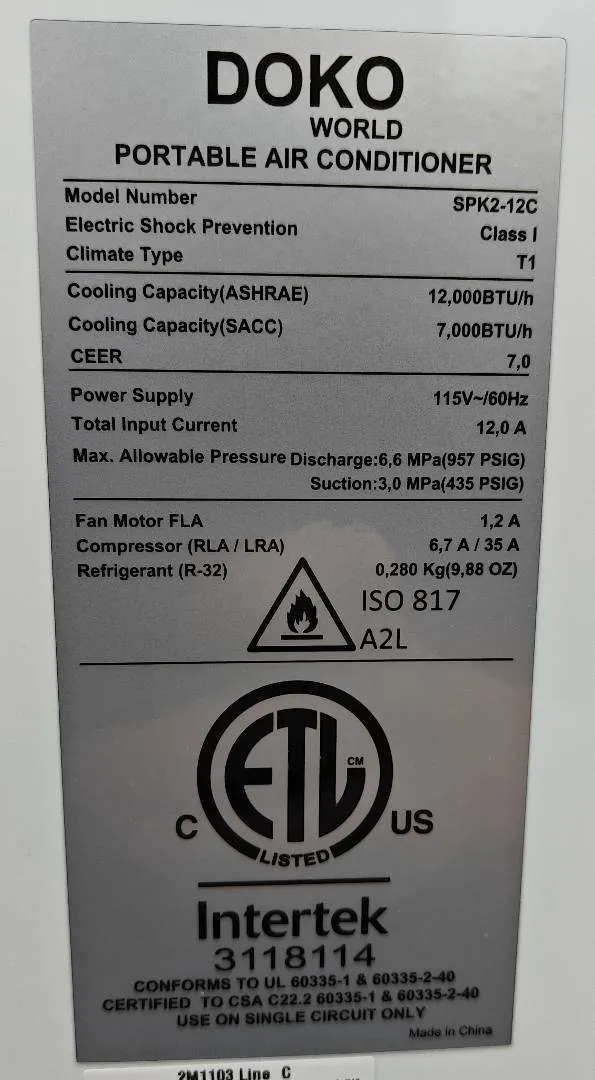 DOKO
WORLD
PORTABLE AIR CONDITIONER
Model Number SPK2-12C
Electric Shock Prevention Class I
Climate Type T1
Cooling Capacity(ASHRAE) 12,000BTU/h
Cooling Capacity(SACC) 7,000BTU/h
CEER 7,0
Power Supply 115V~/60Hz
Total Input Current 12,0 A
Max. Allowable Pressure Discharge:6,6 MPa(957 PSIG)
Suction:3,0 MPa(435 PSIG)
Fan Motor FLA 1,2 A
Compressor (RLA / LRA) 6,7 A / 35 A
Refrigerant (R-32) 0,280 Kg(9,88 OZ)
ISO 817
A2L
ETL CM
C US
LISTED
Intertek
3118114
CONFORMS TO UL 60335-1 & 60335-2-40
CERTIFIED TO CSA C22.2 60335-1 & 60335-2-40
USE ON SINGLE CIRCUIT ONLY
Made in China
2M1103 Line C